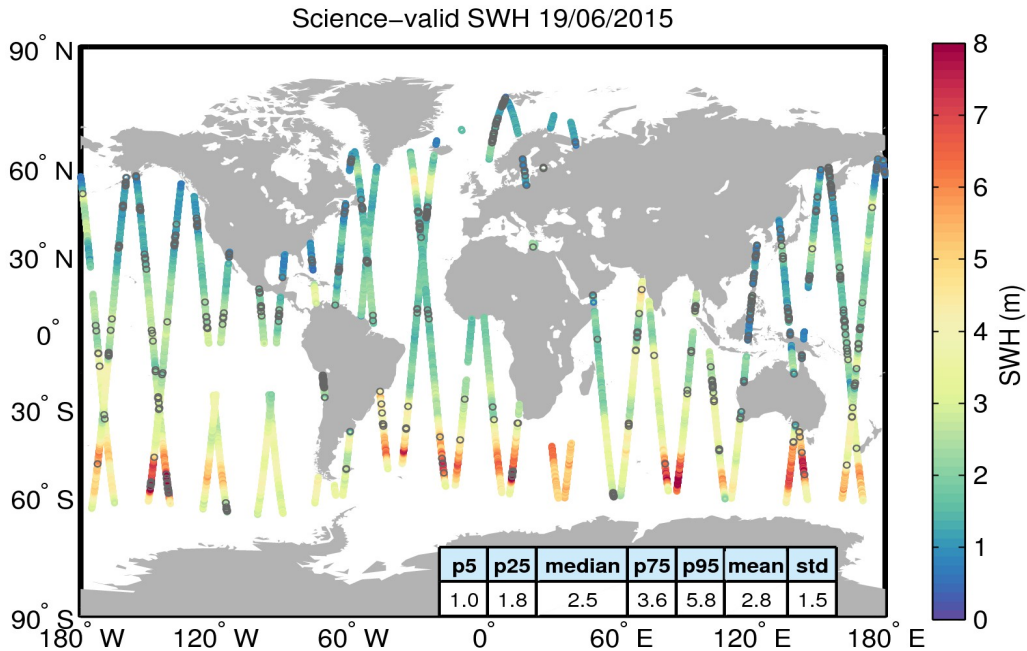 Science−valid SWH 19/06/2015
90° N
60° N
30° N
0°
30° S
60° S
90° S
180° W
120° W
60° W
0°
60° E
120° E
180° E
p5 p25 median p75 p95 mean std
1.0 1.8 2.5 3.6 5.8 2.8 1.5
8
7
6
5
4
3
2
1
0
SWH (m)